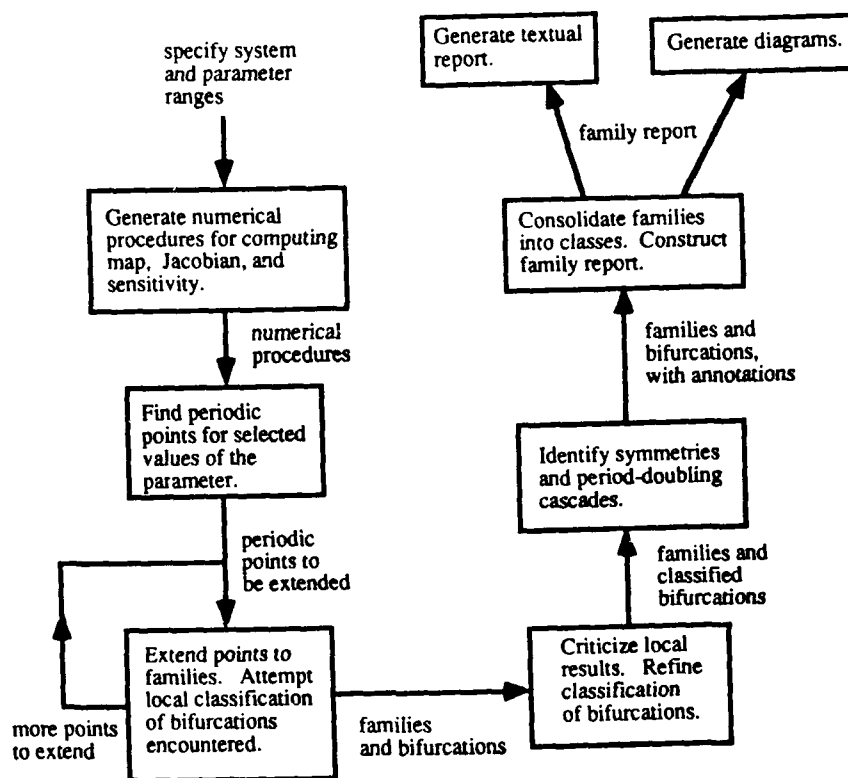 specify system
and parameter
ranges
Generate numerical
procedures for computing
map, Jacobian, and
sensitivity.
numerical
procedures
Find periodic
points for selected
values of the
parameter.
periodic
points to
be extended
Extend points to
families. Attempt
local classification
of bifurcations
encountered.
more points
to extend
families
and bifurcations
Criticize local
results. Refine
classification
of bifurcations.
families and
classified
bifurcations
Identify symmetries
and period-doubling
cascades.
families and
bifurcations,
with annotations
Consolidate families
into classes. Construct
family report.
family report
Generate textual
report.
Generate diagrams.